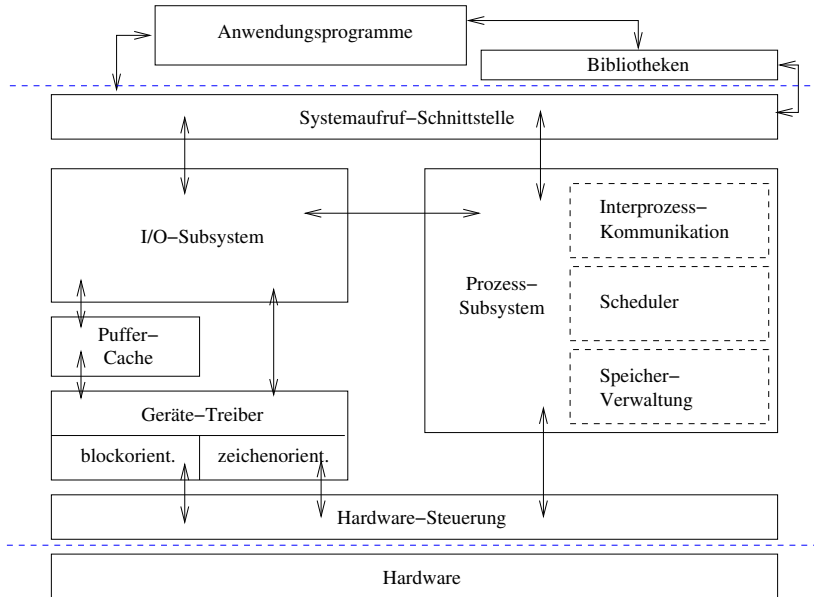 Anwendungsprogramme
Bibliotheken
Systemaufruf−Schnittstelle
I/O−Subsystem
Prozess−
Subsystem
Interprozess−
Kommunikation
Scheduler
Speicher−
Verwaltung
Puffer−
Cache
Geräte−Treiber
blockorient.
zeichenorient.
Hardware−Steuerung
Hardware